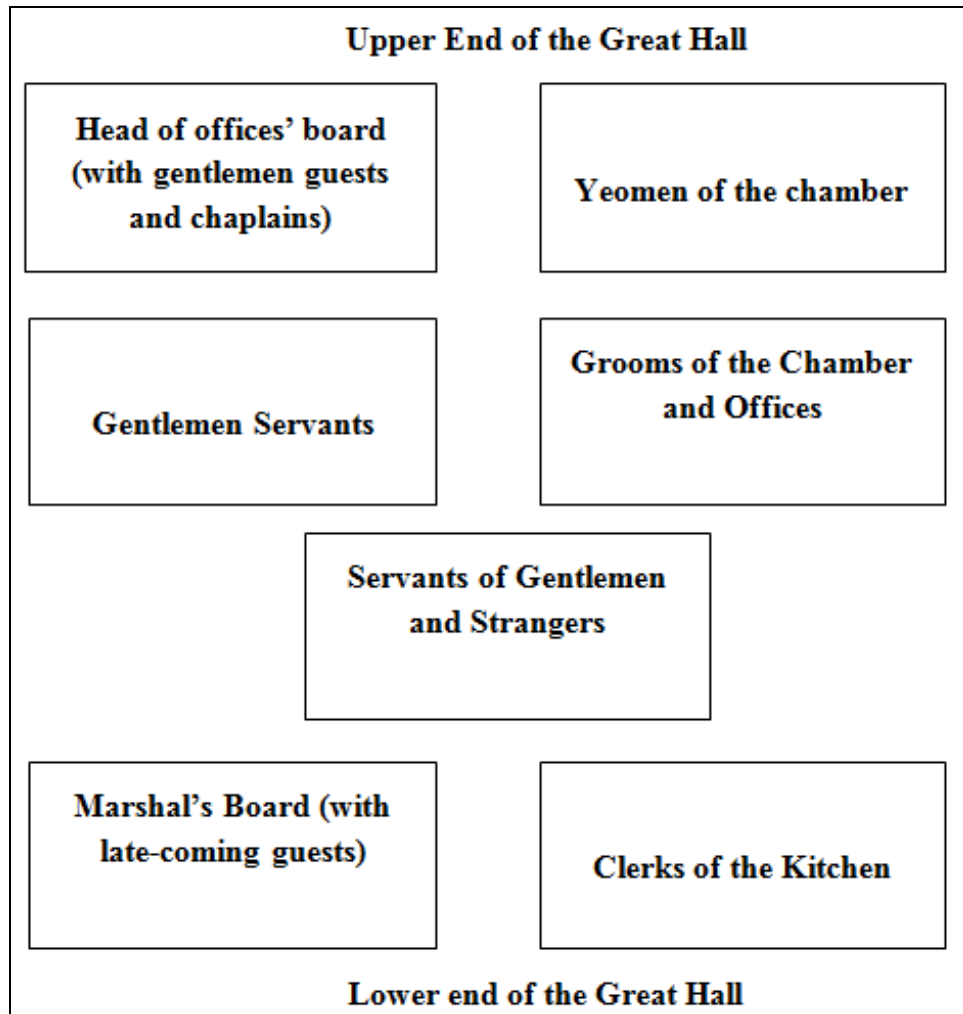 Upper End of the Great Hall
Head of offices’ board
(with gentlemen guests
and chaplains)
Yeomen of the chamber
Gentlemen Servants
Grooms of the Chamber
and Offices
Servants of Gentlemen
and Strangers
Marshal’s Board (with
late-coming guests)
Clerks of the Kitchen
Lower end of the Great Hall